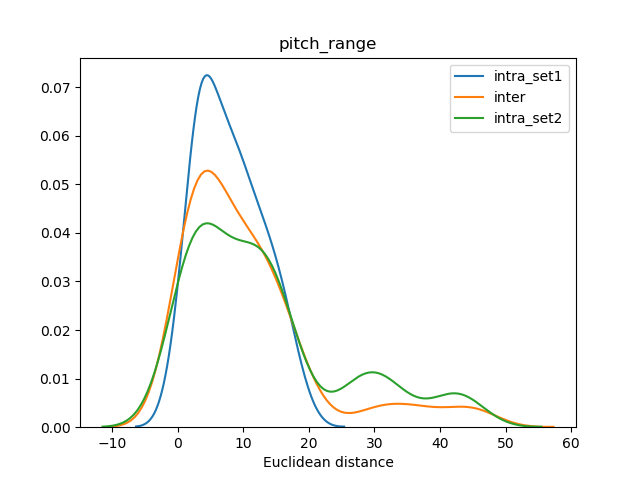 pitch_range
intra_set1
inter
intra_set2
0.07
0.06
0.05
0.04
0.03
0.02
0.01
0.00
−10 0 10 20 30 40 50 60
Euclidean distance